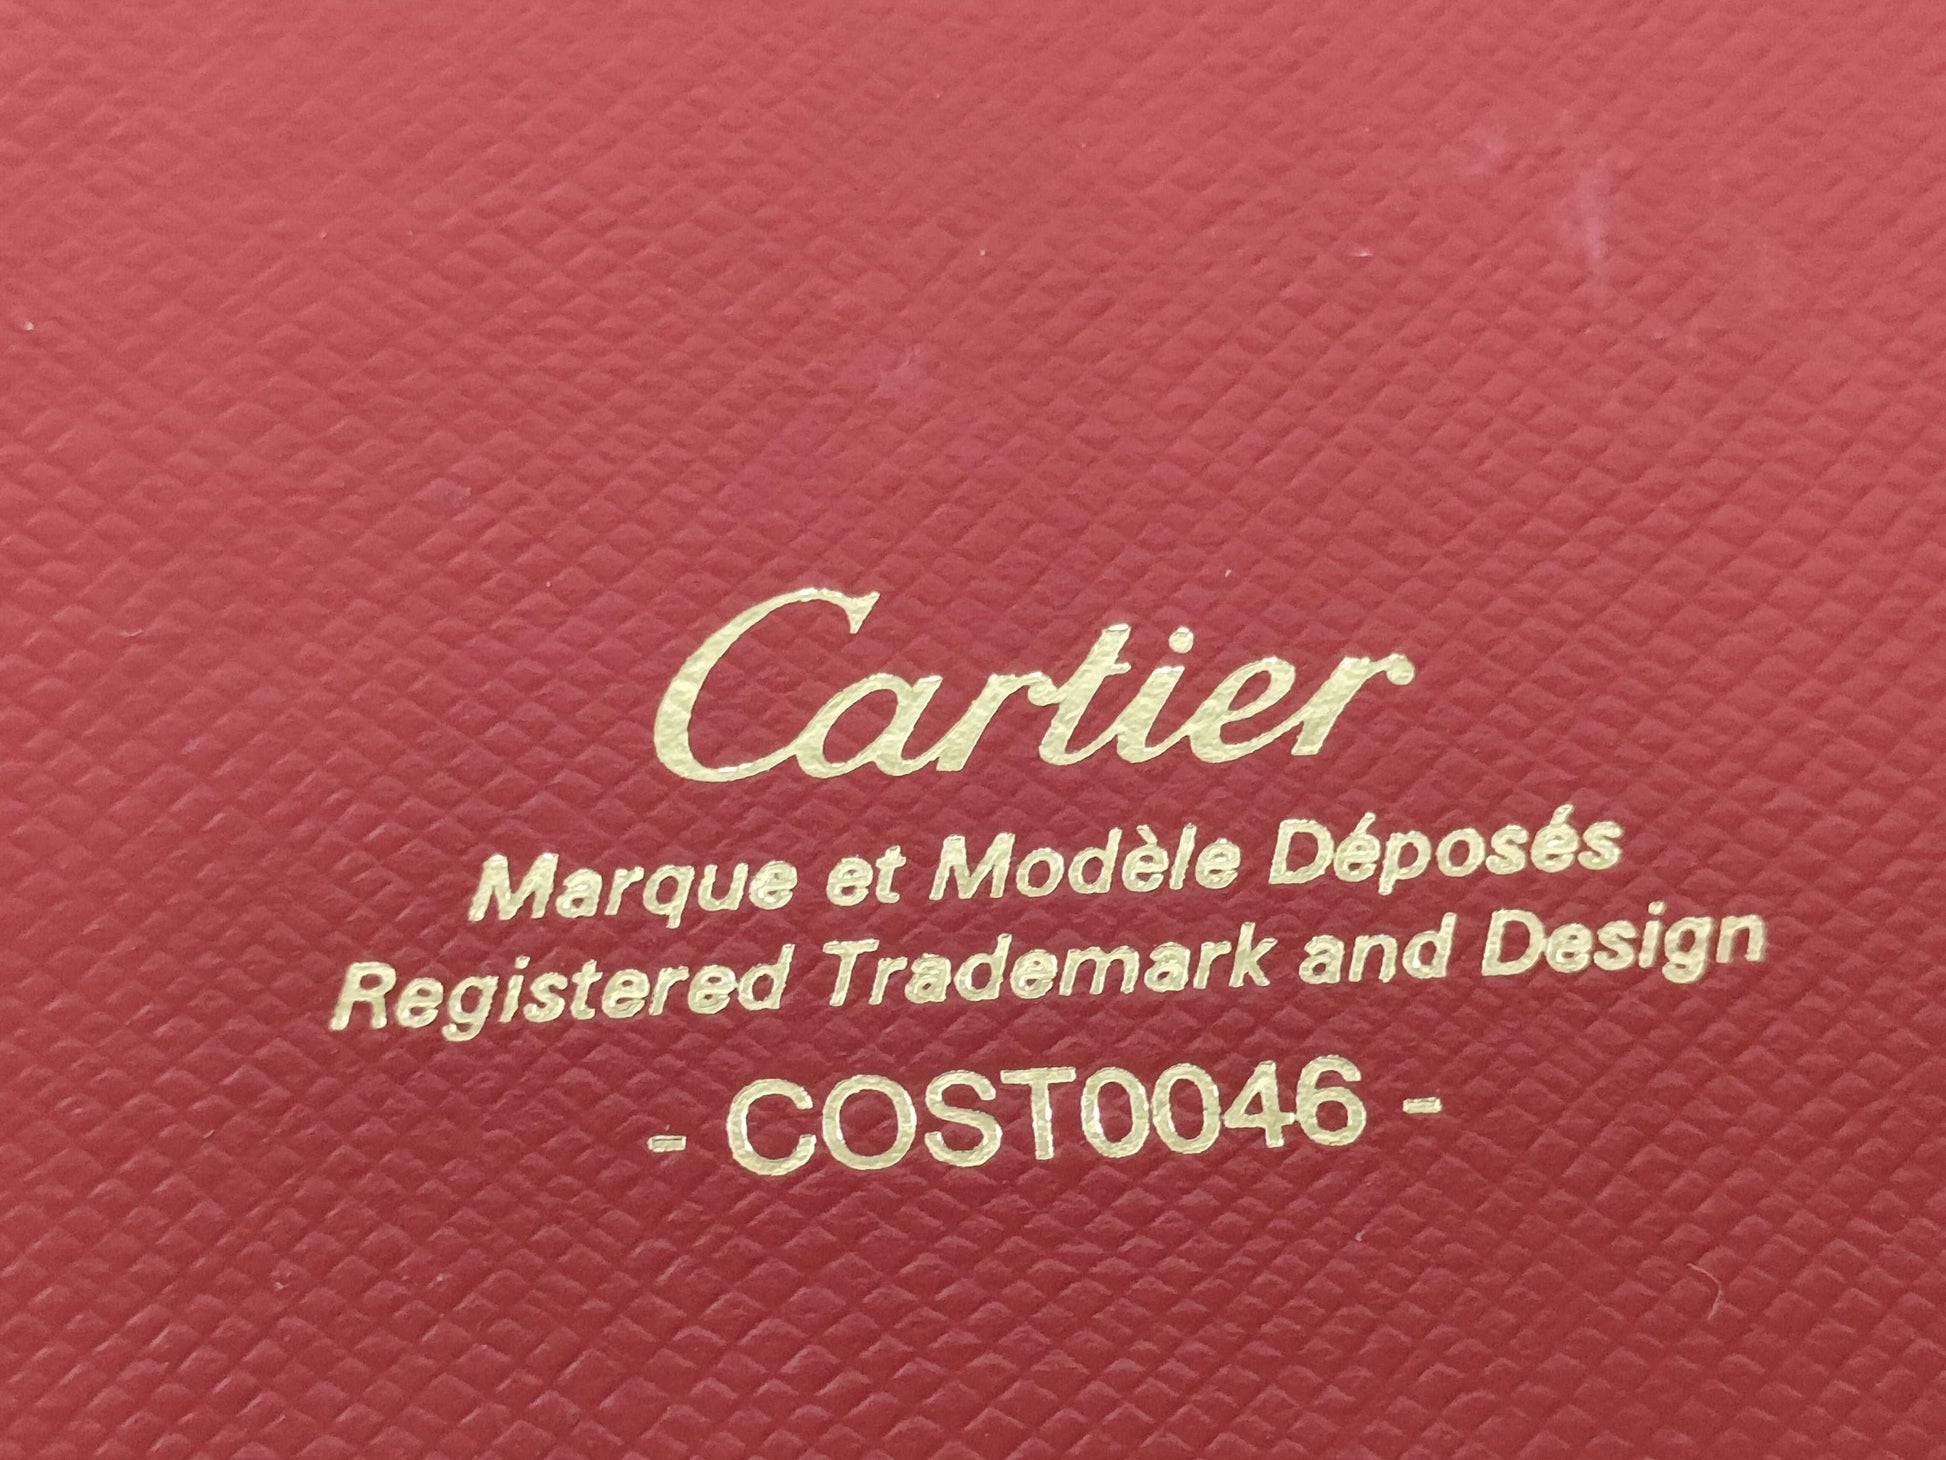 Cartier
Marque et Modèle Déposés
Registered Trademark and Design
- COST0046 -